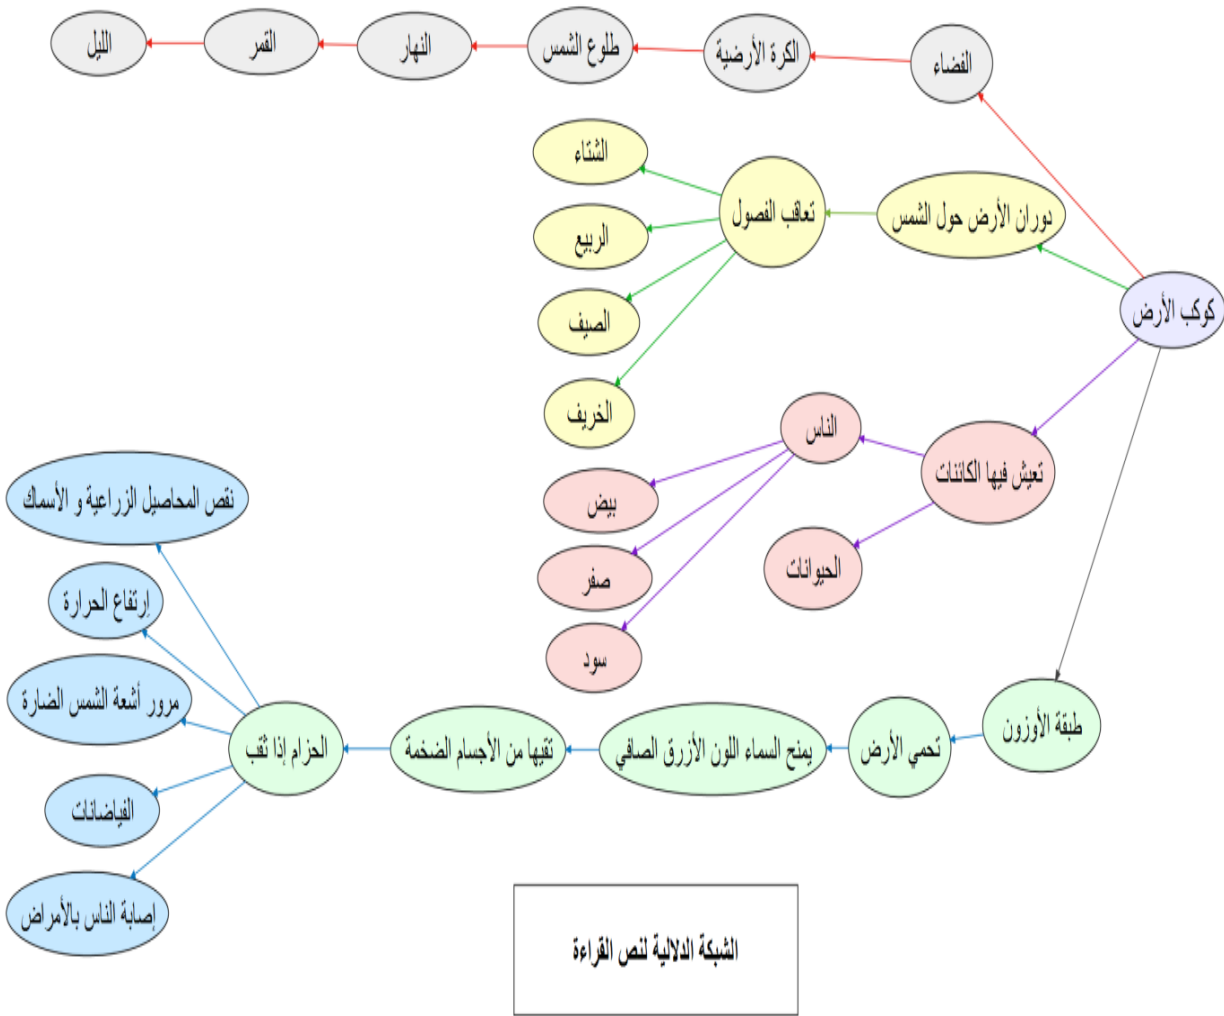 الفضاء
الكرة الأرضية
طلوع الشمس
النهار
القمر
الليل
كوكب الأرض
دوران الأرض حول الشمس
تعاقب الفصول
الشتاء
الربيع
الصيف
الخريف
تعيش فيها الكائنات
الناس
بيض
صفر
سود
الحيوانات
طبقة الأوزون
تحمي الأرض
يمنح السماء اللون الأزرق الصافي
تقيها من الأجسام الضخمة
الحزام إذا ثقب
نقص المحاصيل الزراعية و الأسماك
إرتفاع الحرارة
مرور أشعة الشمس الضارة
الفياضانات
إصابة الناس بالأمراض
الشبكة الدلالية لنص القراءة